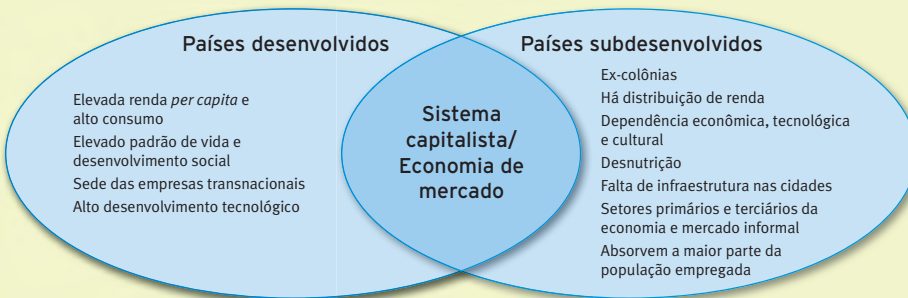 Países desenvolvidos
Elevada renda per capita e
alto consumo
Elevado padrão de vida e
desenvolvimento social
Sede das empresas transnacionais
Alto desenvolvimento tecnológico
Sistema
capitalista/
Economia de
mercado
Países subdesenvolvidos
Ex-colônias
Há distribuição de renda
Dependência econômica, tecnológica
e cultural
Desnutrição
Falta de infraestrutura nas cidades
Setores primários e terciários da
economia e mercado informal
Absorvem a maior parte da
população empregada